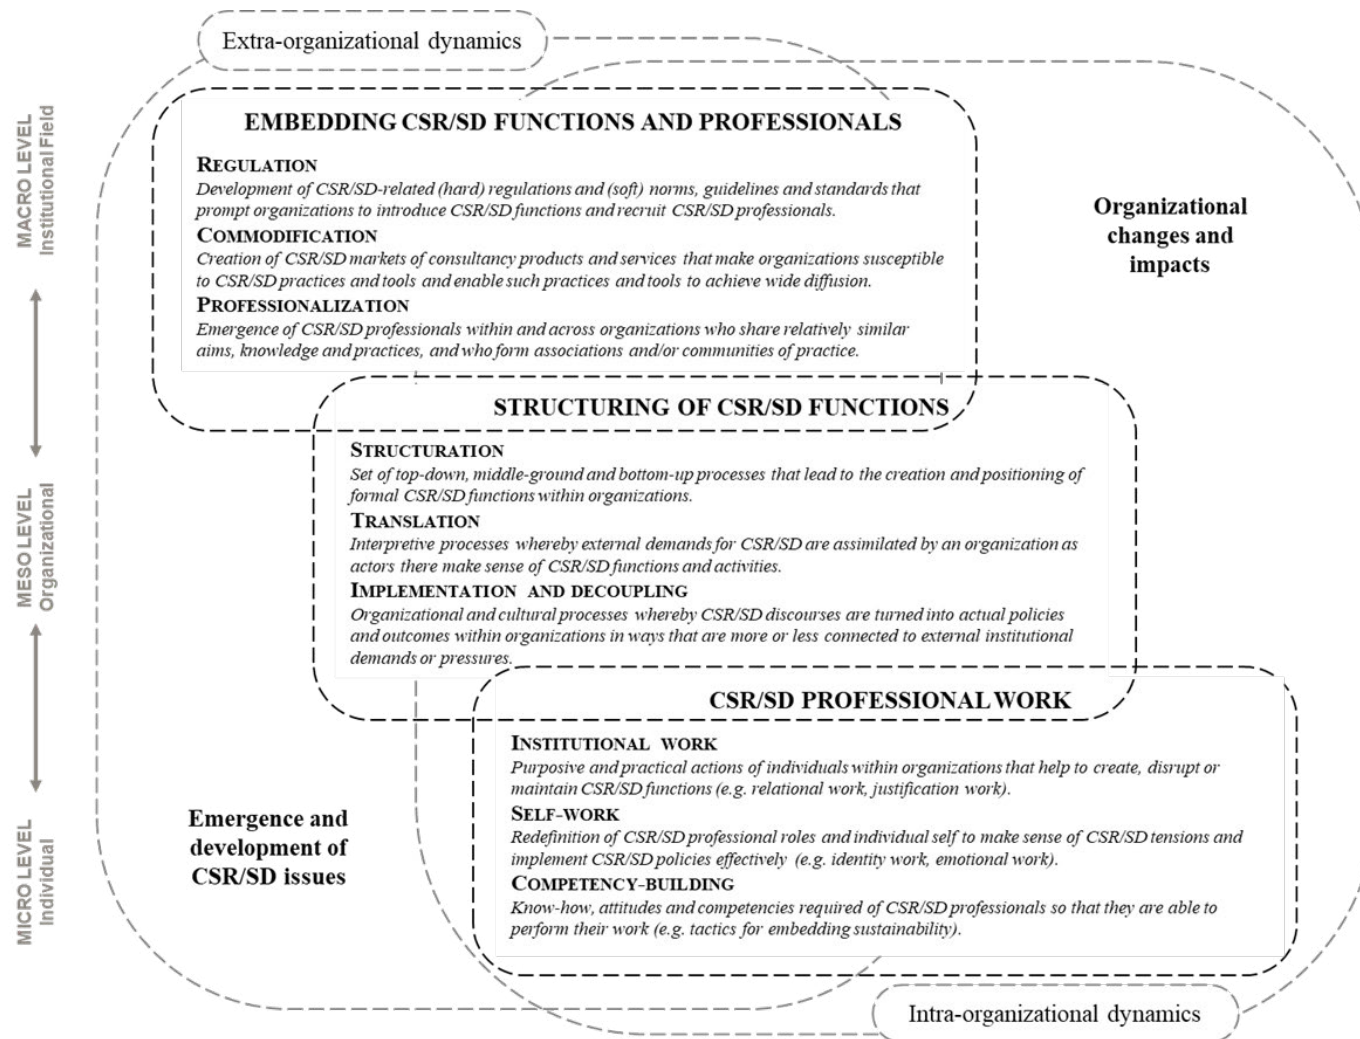 Extra-organizational dynamics
MACRO LEVEL
Institutional Field
EMBEDDING CSR/SD FUNCTIONS AND PROFESSIONALS
REGULATION
Development of CSR/SD-related (hard) regulations and (soft) norms, guidelines and standards that
prompt organizations to introduce CSR/SD functions and recruit CSR/SD professionals.
COMMODIFICATION
Creation of CSR/SD markets of consultancy products and services that make organizations susceptible
to CSR/SD practices and tools and enable such practices and tools to achieve wide diffusion.
PROFESSIONALIZATION
Emergence of CSR/SD professionals within and across organizations who share relatively similar
aims, knowledge and practices, and who form associations and/or communities of practice.
Organizational
changes and
impacts
MESO LEVEL
Organizational
STRUCTURING OF CSR/SD FUNCTIONS
STRUCTURATION
Set of top-down, middle-ground and bottom-up processes that lead to the creation and positioning of
formal CSR/SD functions within organizations.
TRANSLATION
Interpretive processes whereby external demands for CSR/SD are assimilated by an organization as
actors there make sense of CSR/SD functions and activities.
IMPLEMENTATION AND DECOUPLING
Organizational and cultural processes whereby CSR/SD discourses are turned into actual policies
and outcomes within organizations in ways that are more or less connected to external institutional
demands or pressures.
MICRO LEVEL
Individual
Emergence and
development of
CSR/SD issues
CSR/SD PROFESSIONAL WORK
INSTITUTIONAL WORK
Purposive and practical actions of individuals within organizations that help to create, disrupt or
maintain CSR/SD functions (e.g. relational work, justification work).
SELF-WORK
Redefinition of CSR/SD professional roles and individual self to make sense of CSR/SD tensions and
implement CSR/SD policies effectively (e.g. identity work, emotional work).
COMPETENCY-BUILDING
Know-how, attitudes and competencies required of CSR/SD professionals so that they are able to
perform their work (e.g. tactics for embedding sustainability).
Intra-organizational dynamics